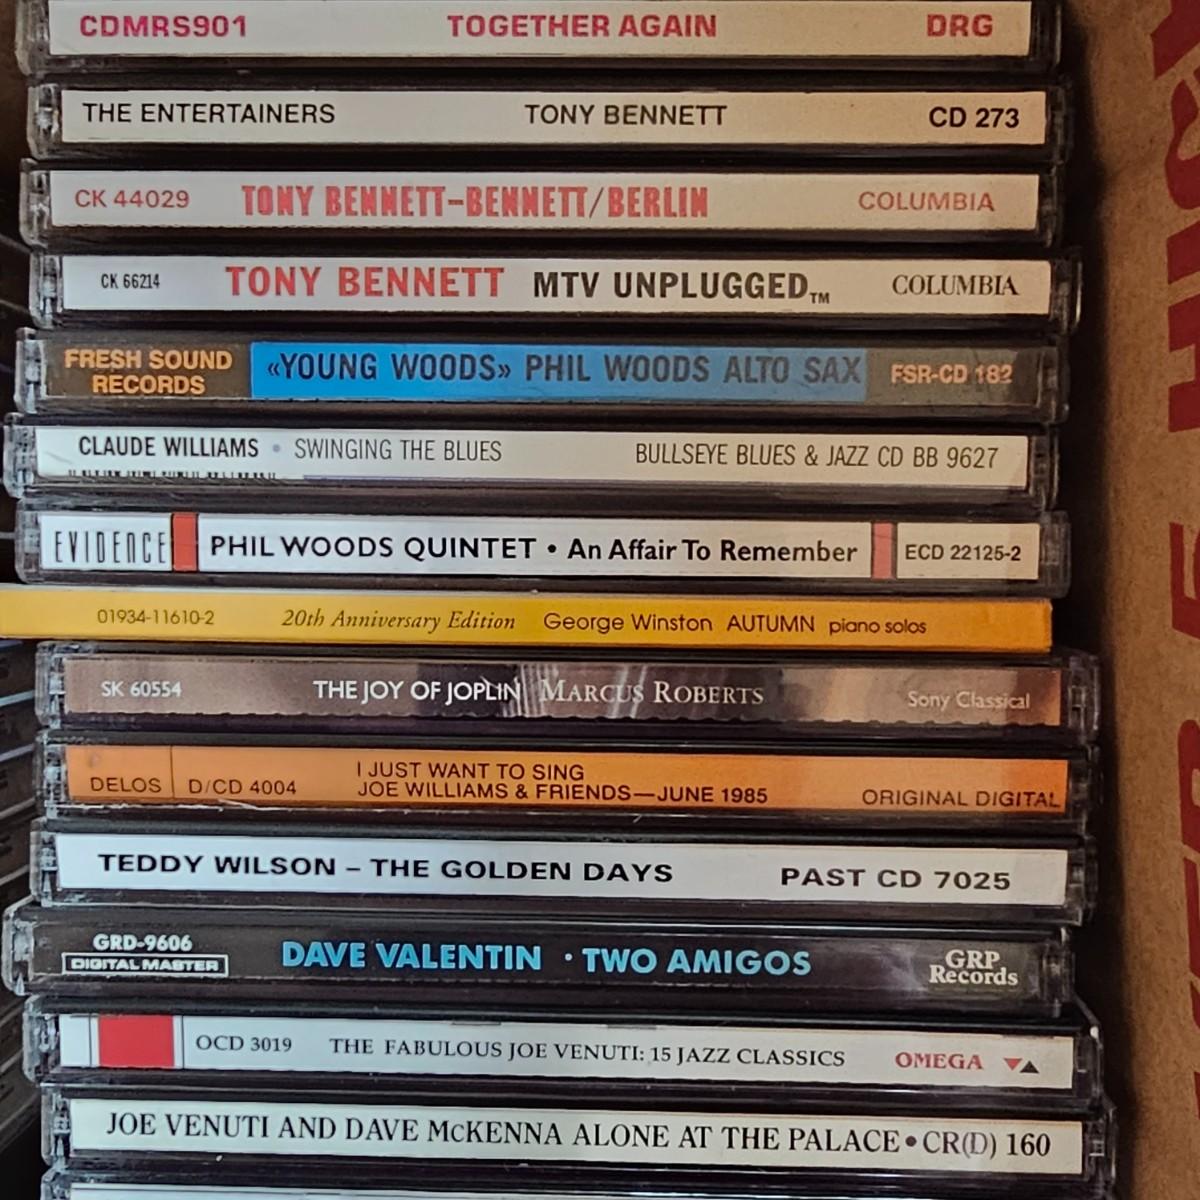 CDMRS901 TOGETHER AGAIN DRG
THE ENTERTAINERS TONY BENNETT CD 273
CK 44029 TONY BENNETT-BENNETT/BERLIN COLUMBIA
CK 66214 TONY BENNETT MTV UNPLUGGED™ COLUMBIA
FRESH SOUND RECORDS «YOUNG WOODS» PHIL WOODS ALTO SAX FSR-CD 182
CLAUDE WILLIAMS • SWINGING THE BLUES BULLSEYE BLUES & JAZZ CD BB 9627
EVIDENCE PHIL WOODS QUINTET • An Affair To Remember ECD 22125-2
01934-11610-2 20th Anniversary Edition George Winston AUTUMN piano solos
SK 60554 THE JOY OF JOPLIN MARCUS ROBERTS Sony Classical
DELOS D/CD 4004 I JUST WANT TO SING
JOE WILLIAMS & FRIENDS—JUNE 1985 ORIGINAL DIGITAL
TEDDY WILSON – THE GOLDEN DAYS PAST CD 7025
GRD-9606
DIGITAL MASTER DAVE VALENTIN • TWO AMIGOS GRP Records
OCD 3019 THE FABULOUS JOE VENUTI: 15 JAZZ CLASSICS OMEGA
JOE VENUTI AND DAVE McKENNA ALONE AT THE PALACE • CR(D) 160